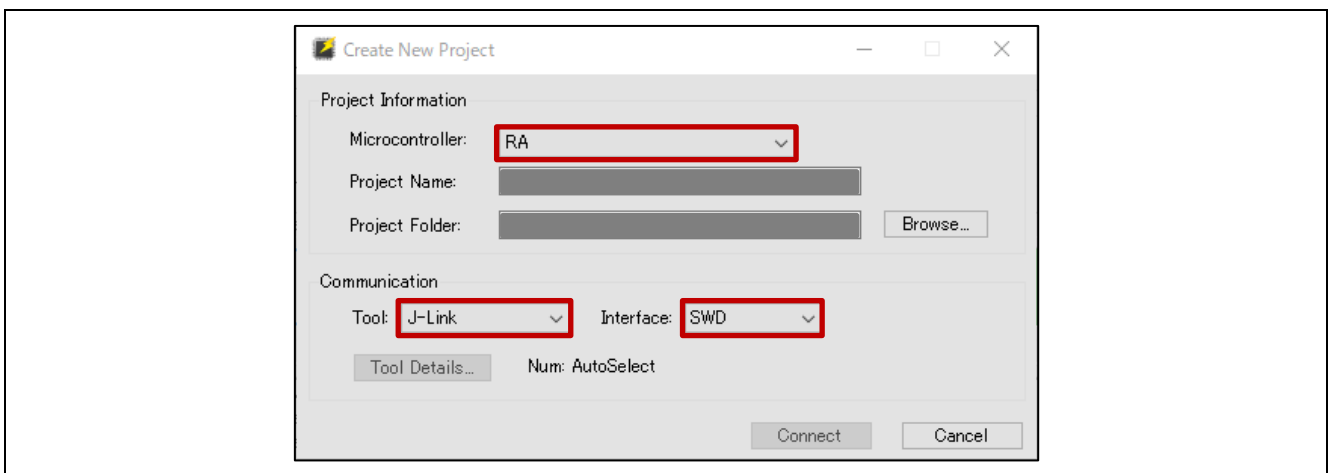 Create New Project
Project Information
Microcontroller: RA
Project Name:
Project Folder: Browse...
Communication
Tool: J-Link Interface: SWD
Tool Details... Num: AutoSelect
Connect Cancel